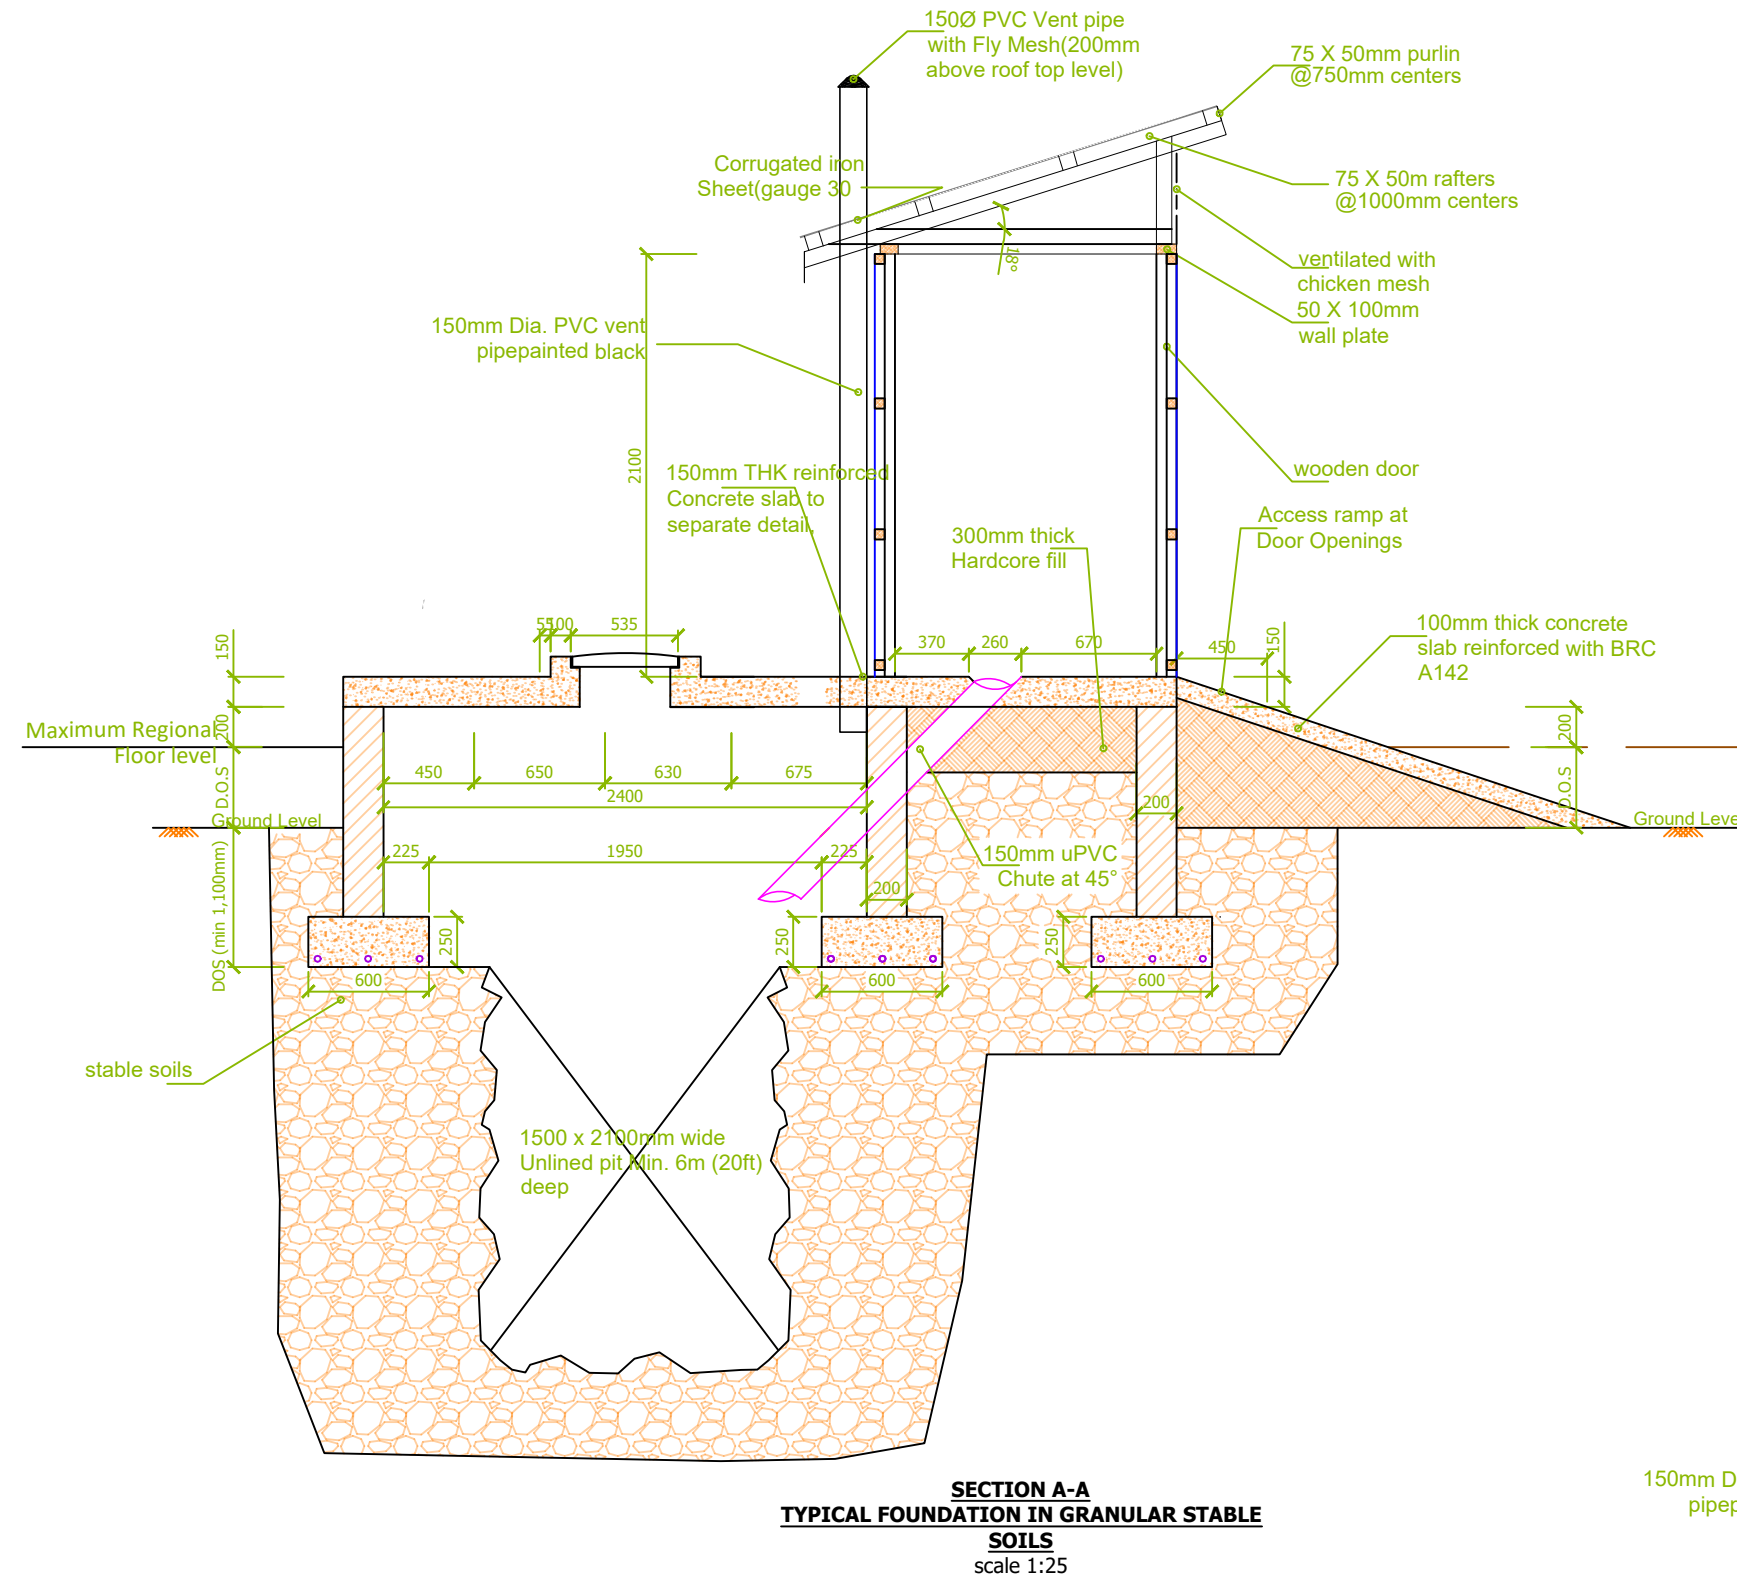 150Ø PVC Vent pipe
with Fly Mesh(200mm
above roof top level)
75 X 50mm purlin
@750mm centers
Corrugated iron
Sheet(gauge 30
75 X 50m rafters
@1000mm centers
18°
ventilated with
chicken mesh
50 X 100mm
wall plate
150mm Dia. PVC vent
pipepainted black
2100
150mm THK reinforced
Concrete slab to
separate detail,
wooden door
Access ramp at
Door Openings
300mm thick
Hardcore fill
100mm thick concrete
slab reinforced with BRC
A142
55 100 535
370 260 670
450
150
150
200
Maximum Regional
Floor level
D.O.S
Ground Level
450 650 630 675
2400
200
200
D.O.S
Ground Leve
225 1950 225
200
150mm uPVC
Chute at 45°
DOS (min 1,100mm)
250
250
250
600
600
600
stable soils
1500 x 2100mm wide
Unlined pit Min. 6m (20ft)
deep
SECTION A-A
TYPICAL FOUNDATION IN GRANULAR STABLE
SOILS
scale 1:25
150mm D
pipep